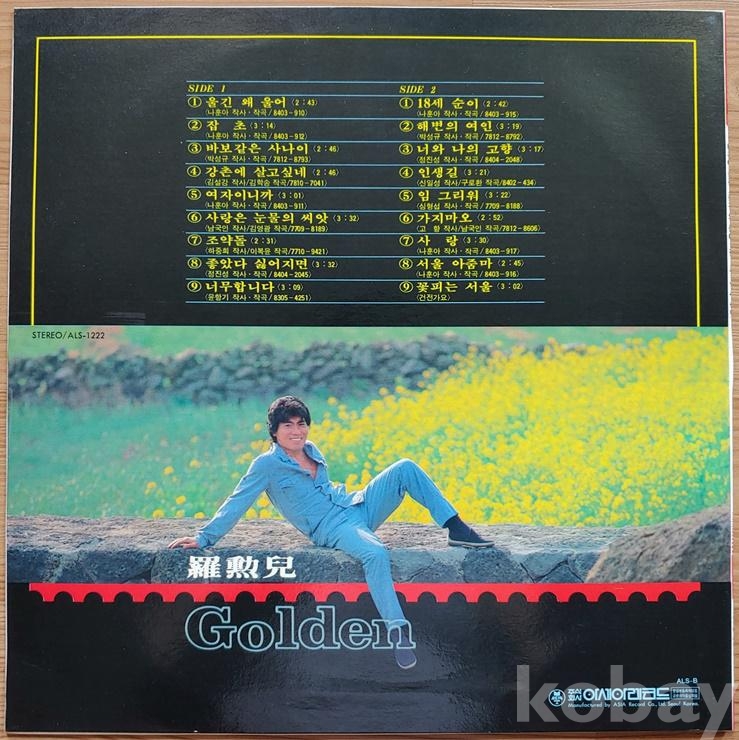 SIDE 1
① 울긴 왜 울어 (2:43)
(나훈아 작사·작곡/8403-910)
② 잡 초 (3:14)
(나훈아 작사·작곡/8403-912)
③ 바보같은 사나이 (2:46)
(박성규 작사·작곡/7812-8793)
④ 강촌에 살고싶네 (2:46)
(김설강 작사/김학송 작곡/7810-7041)
⑤ 여자이니까 (3:01)
(나훈아 작사·작곡/8403-911)
⑥ 사랑은 눈물의 씨앗 (3:32)
(남국인 작사/김영광 작곡/7709-8189)
⑦ 조약돌 (2:31)
(하중희 작사/이복윤 작곡/7710-9421)
⑧ 좋았다 싫어지면 (3:32)
(정진성 작사·작곡/8404-2045)
⑨ 너무합니다 (3:09)
(윤항기 작사·작곡/8305-4251)
SIDE 2
① 18세 순이 (2:42)
(나훈아 작사·작곡/8403-915)
② 해변의 여인 (3:19)
(박성규 작사·작곡/7812-8792)
③ 너와 나의 고향 (3:17)
(정진성 작사·작곡/8404-2048)
④ 인생길 (3:21)
(신일성 작사/구로환 작곡/8402-434)
⑤ 임 그리워 (3:22)
(심형섭 작사·작곡/7709-8188)
⑥ 가지마오 (2:52)
(고 향 작사/남국인 작곡/7812-8606)
⑦ 사 랑 (3:30)
(나훈아 작사·작곡/8403-917)
⑧ 서울 아줌마 (2:45)
(나훈아 작사·작곡/8403-916)
⑨ 꽃피는 서울 (3:02)
(건전가요)
STEREO/ALS-1222
羅勲兒
Golden
ALS-B
주식회사 아세아레코드
Manufactured by ASIA Record Co., Ltd. Seoul Korea.
kobay